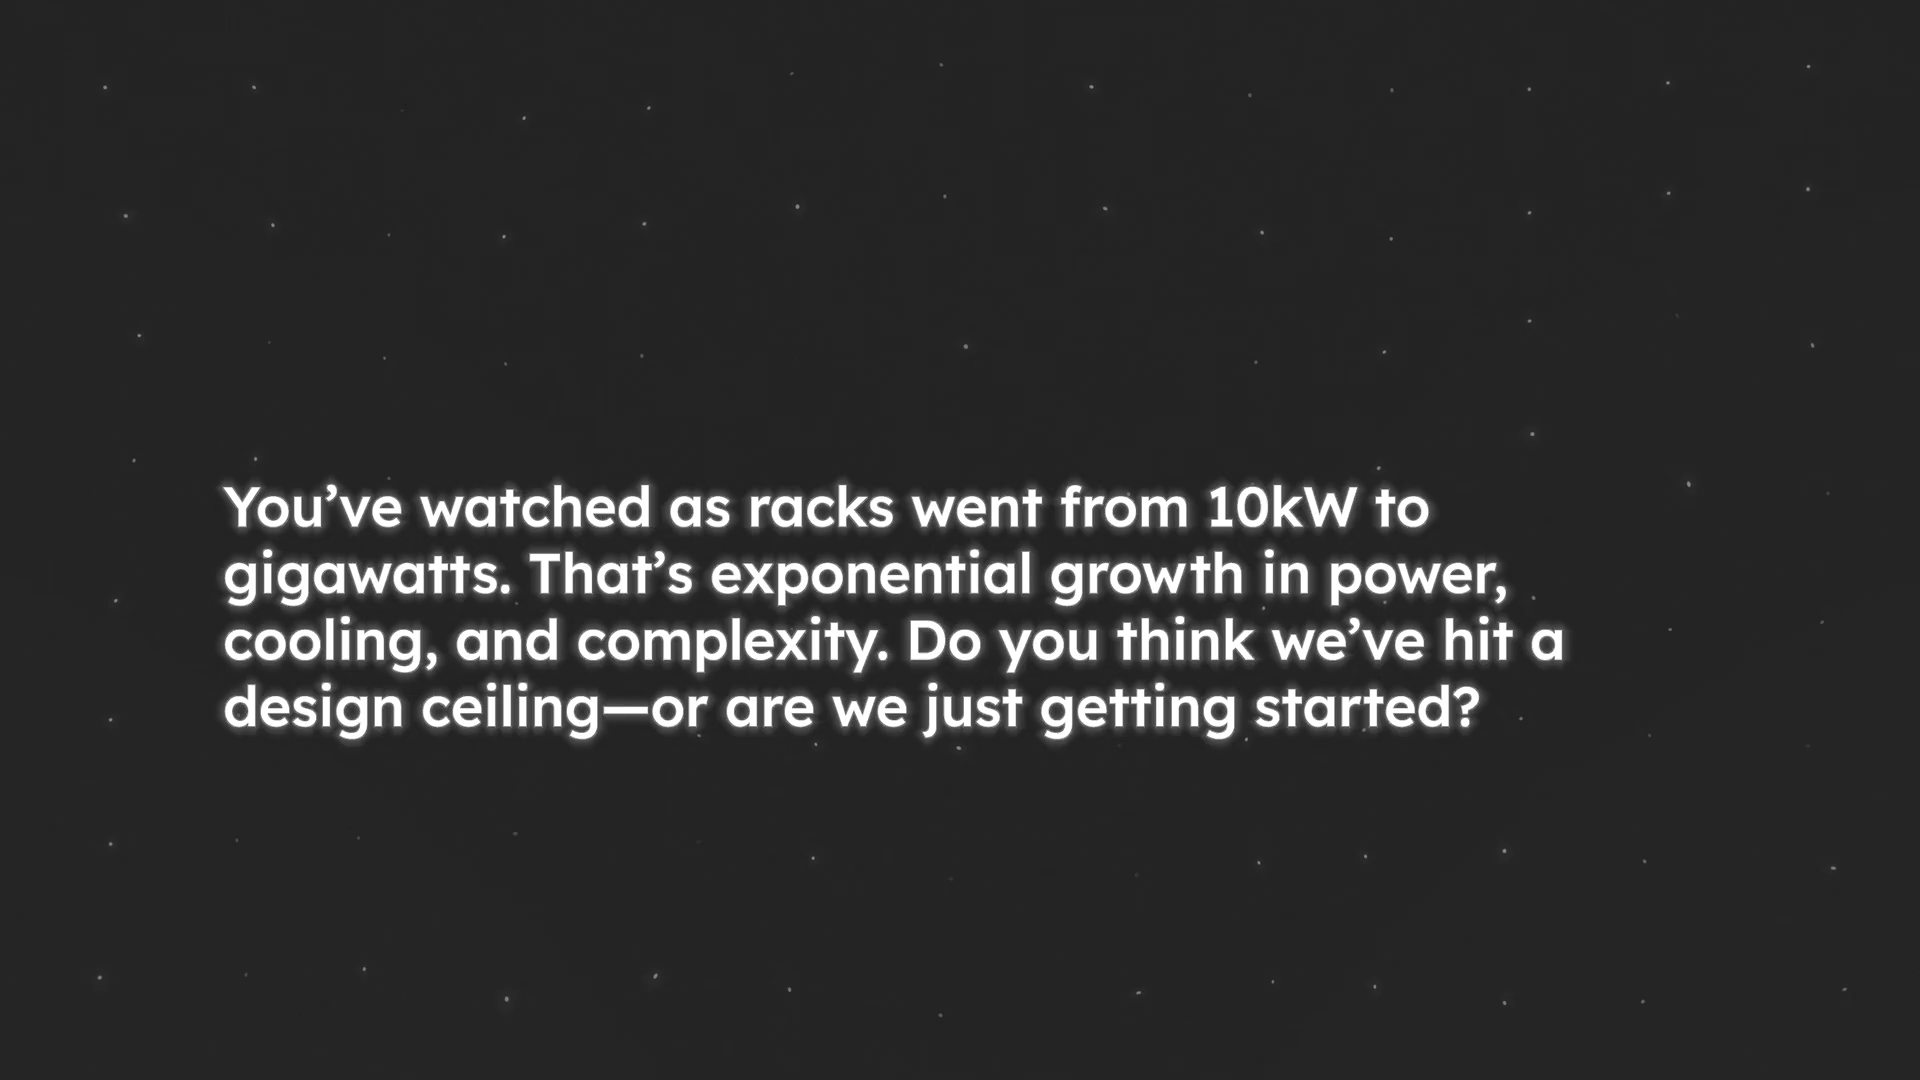 You’ve watched as racks went from 10kW to
gigawatts. That’s exponential growth in power,
cooling, and complexity. Do you think we’ve hit a
design ceiling—or are we just getting started?